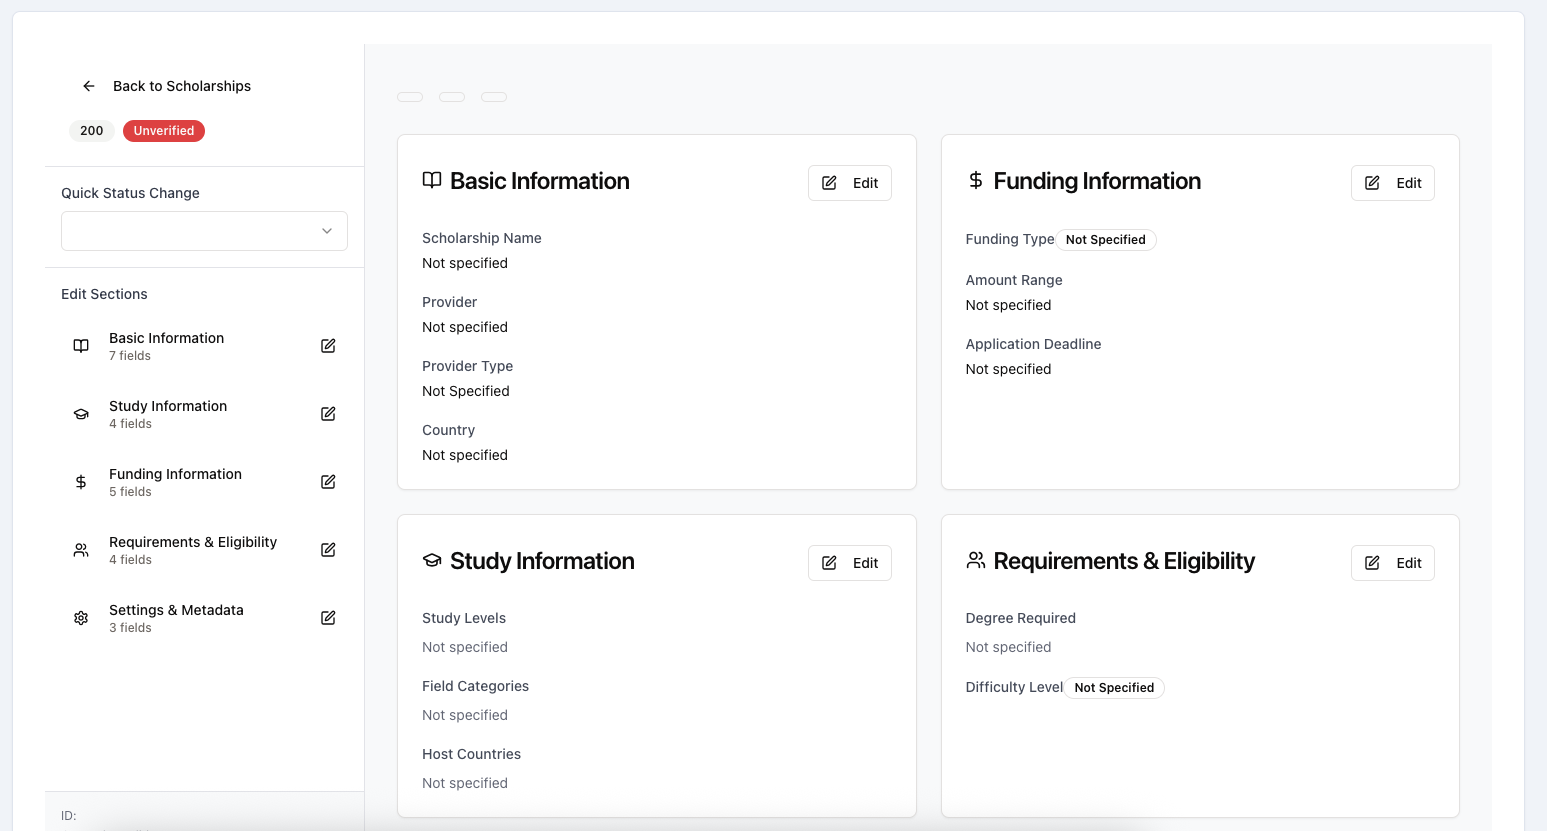 Back to Scholarships
200
Unverified
Quick Status Change
Edit Sections
Basic Information
7 fields
Study Information
4 fields
Funding Information
5 fields
Requirements & Eligibility
4 fields
Settings & Metadata
3 fields
ID:
Basic Information
Edit
Scholarship Name
Not specified
Provider
Not specified
Provider Type
Not Specified
Country
Not specified
Funding Information
Edit
Funding Type Not Specified
Amount Range
Not specified
Application Deadline
Not specified
Study Information
Edit
Study Levels
Not specified
Field Categories
Not specified
Host Countries
Not specified
Requirements & Eligibility
Edit
Degree Required
Not specified
Difficulty Level Not Specified